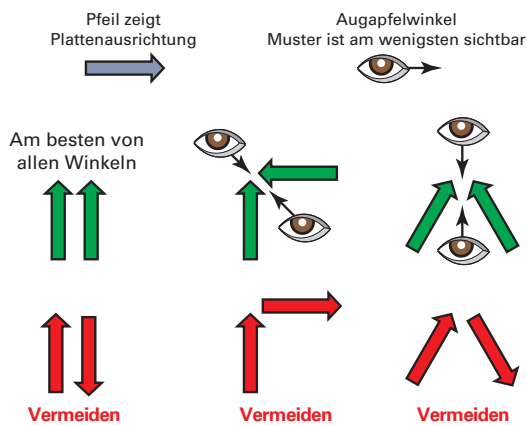 Pfeil zeigt
Plattenausrichtung
Augapfelwinkel
Muster ist am wenigsten sichtbar
Am besten von
allen Winkeln
Vermeiden
Vermeiden
Vermeiden